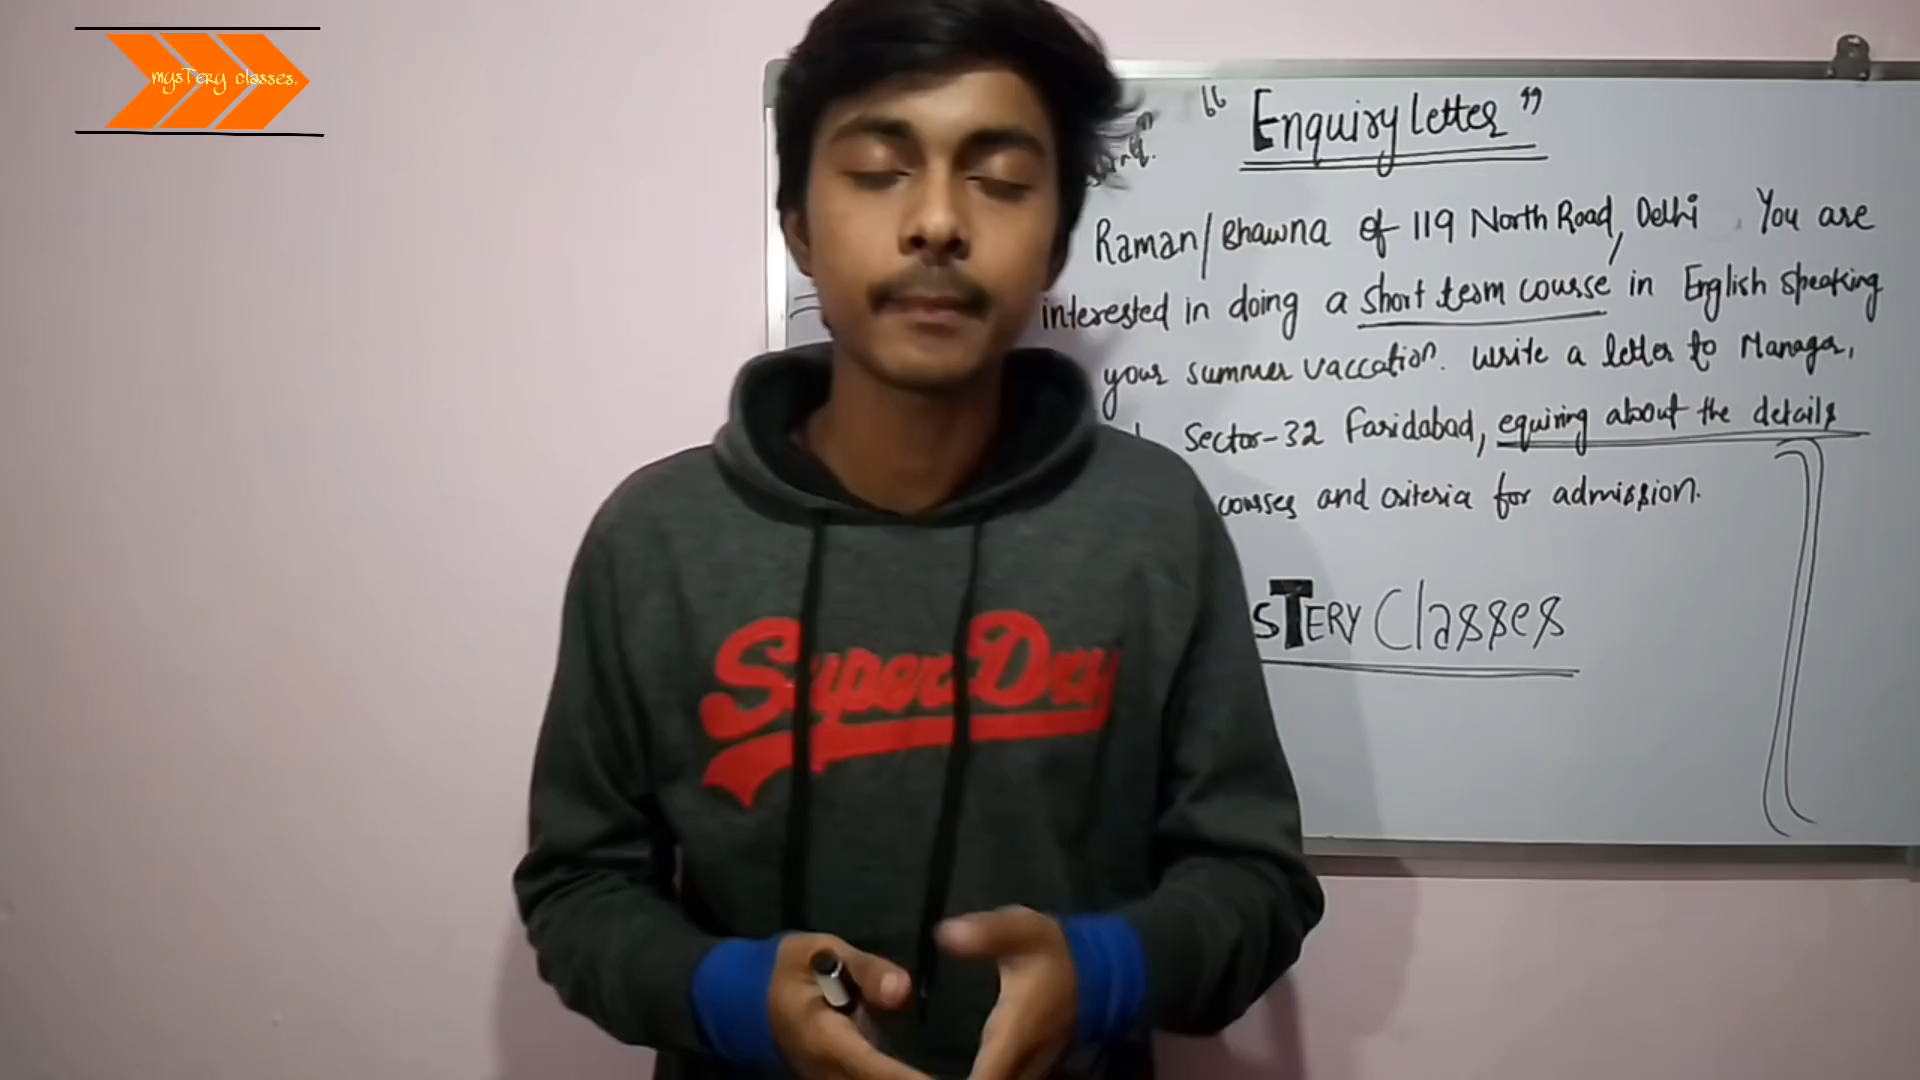 mysTery classes.
" Enquiry letter "
Raman/Bhawna of 119 North Road, Delhi. You are
interested in doing a short term course in English speaking
your summer vaccation. write a letter to Manager,
Sector-32 Faridabad, equiring about the details
courses and criteria for admission.
sTERY Classes
SuperDry